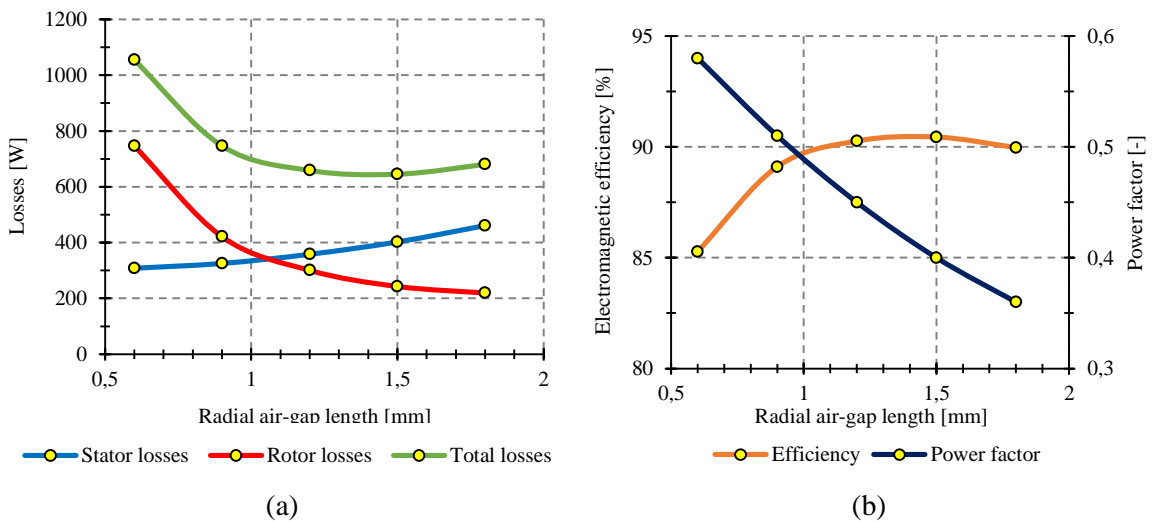 1200
1000
800
600
400
200
0
Losses
[W]
0,5
1
1,5
2
Radial air-gap length [mm]
Stator losses
Rotor losses
Total losses
(a)
95
90
85
80
Electromagnetic efficiency [%]
0,6
0,5
0,4
0,3
Power factor [-]
0,5
1
1,5
2
Radial air-gap length [mm]
Efficiency
Power factor
(b)